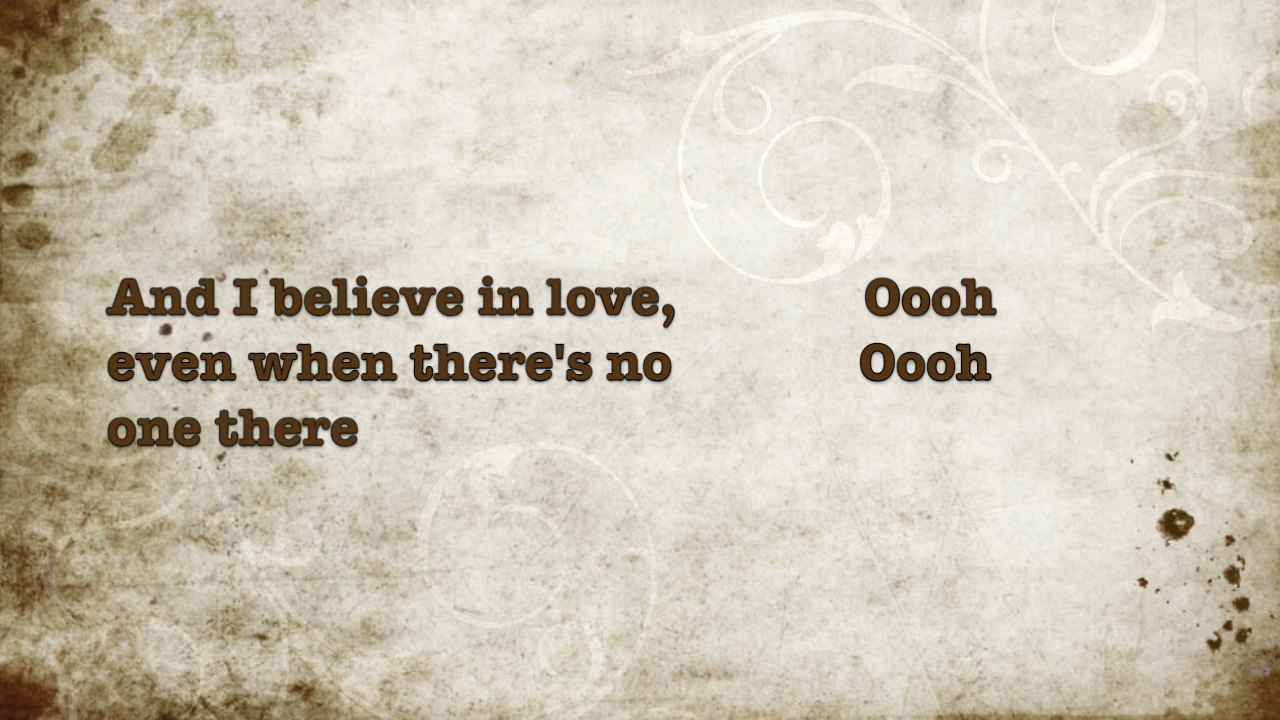 And I believe in love,
even when there's no
one there
Oooh
Oooh